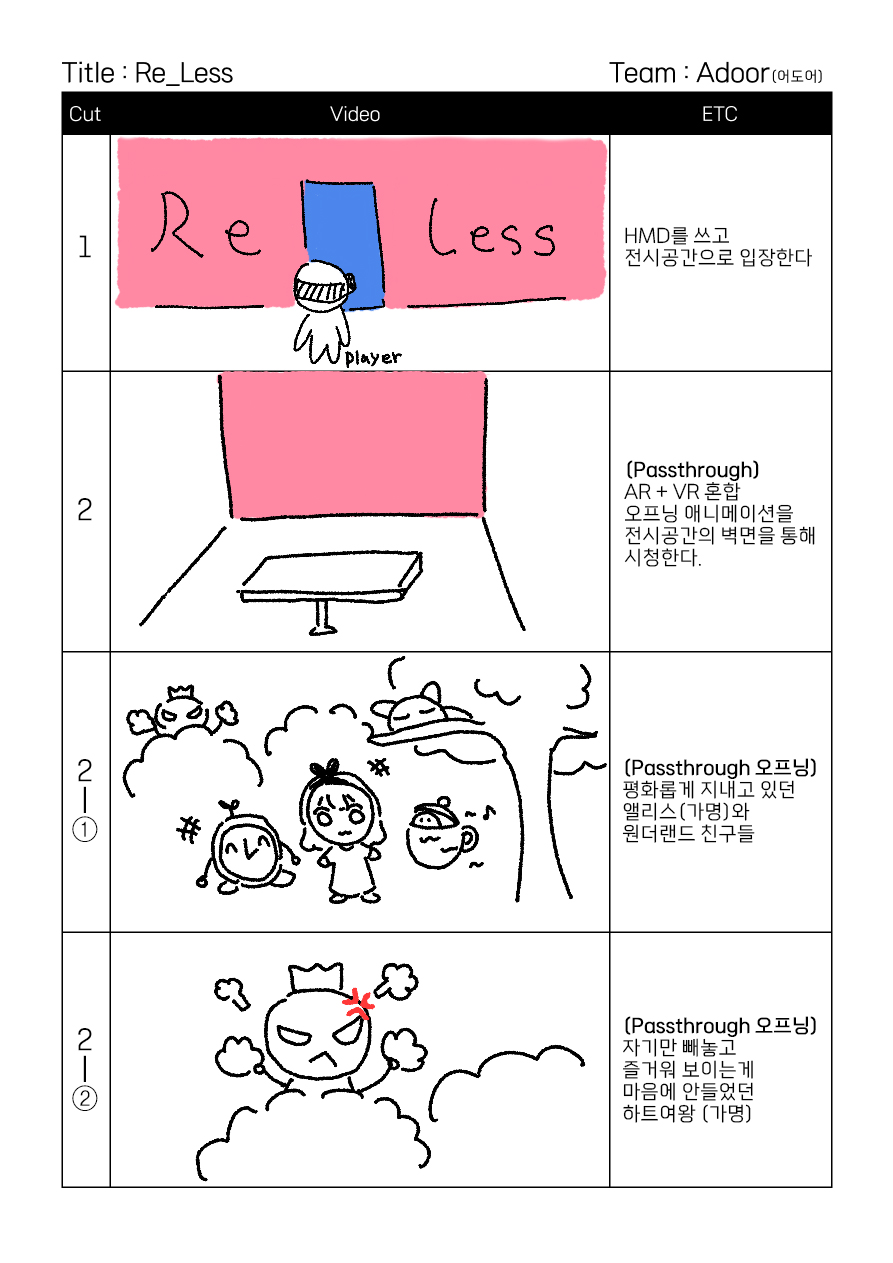 Title : Re_Less
Team : Adoor(어도어)
Cut
Video
ETC
1
Re Less
player
HMD를 쓰고
전시공간으로 입장한다
2
(Passthrough)
AR + VR 혼합
오프닝 애니메이션을
전시공간의 벽면을 통해
시청한다.
2
①
(Passthrough 오프닝)
평화롭게 지내고 있던
앨리스(가명)와
원더랜드 친구들
2
②
(Passthrough 오프닝)
자기만 빼놓고
즐거워 보이는게
마음에 안들었던
하트여왕 (가명)